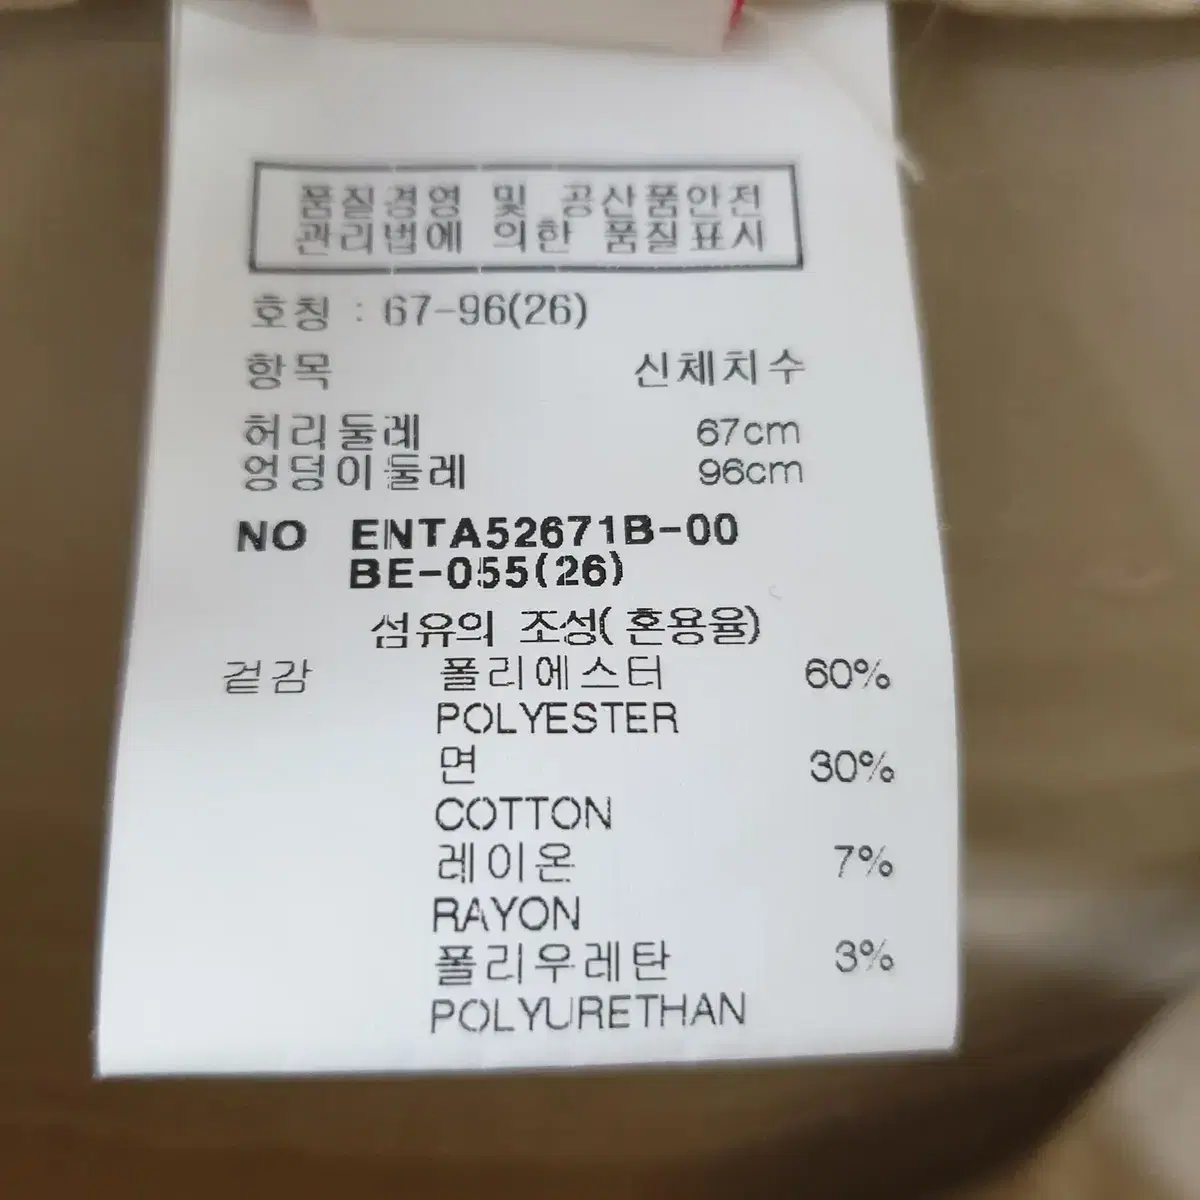 품질경영 및 공산품안전
관리법에 의한 품질표시
호칭 : 67-96(26)
항목 신체치수
허리둘레 67cm
엉덩이둘레 96cm
NO ENTA52671B-00
BE-055(26)
섬유의 조성(혼용율)
겉감 폴리에스터 60%
POLYESTER
면 30%
COTTON
레이온 7%
RAYON
폴리우레탄 3%
POLYURETHAN